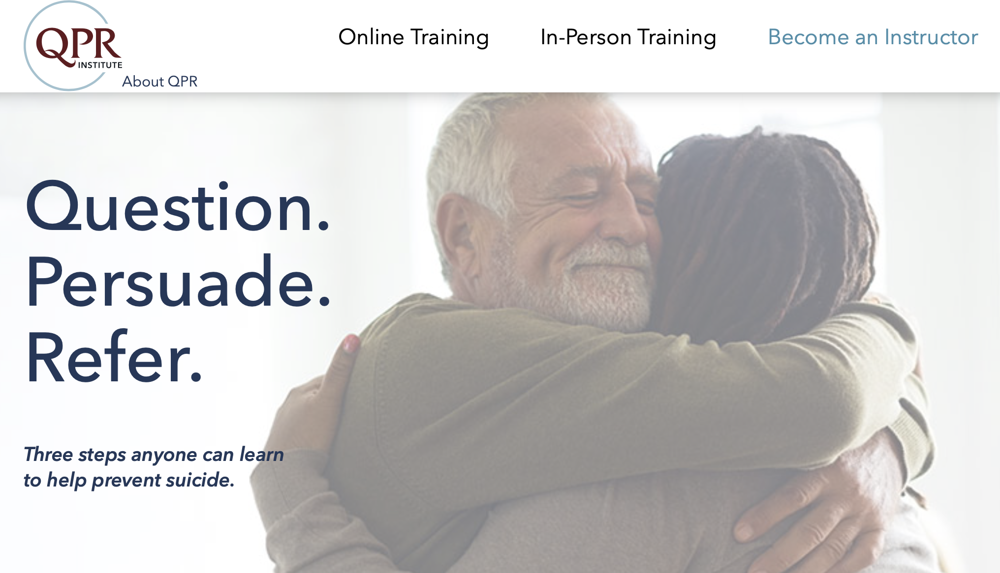 QPR
INSTITUTE
About QPR
Online Training
In-Person Training
Become an Instructor
Question.
Persuade.
Refer.
Three steps anyone can learn
to help prevent suicide.